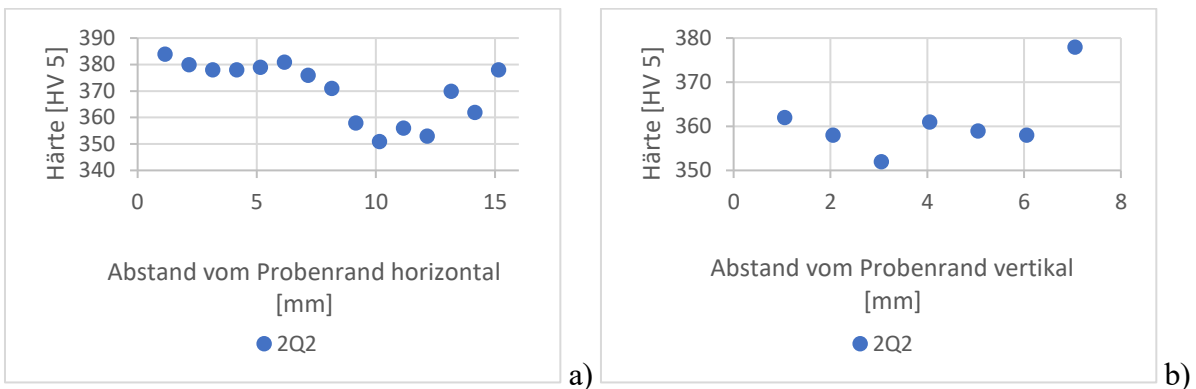 Härte [HV 5]
390
380
370
360
350
340
0
5
10
15
Abstand vom Probenrand horizontal
[mm]
2Q2
a)
Härte [HV 5]
380
370
360
350
0
2
4
6
8
Abstand vom Probenrand vertikal
[mm]
2Q2
b)